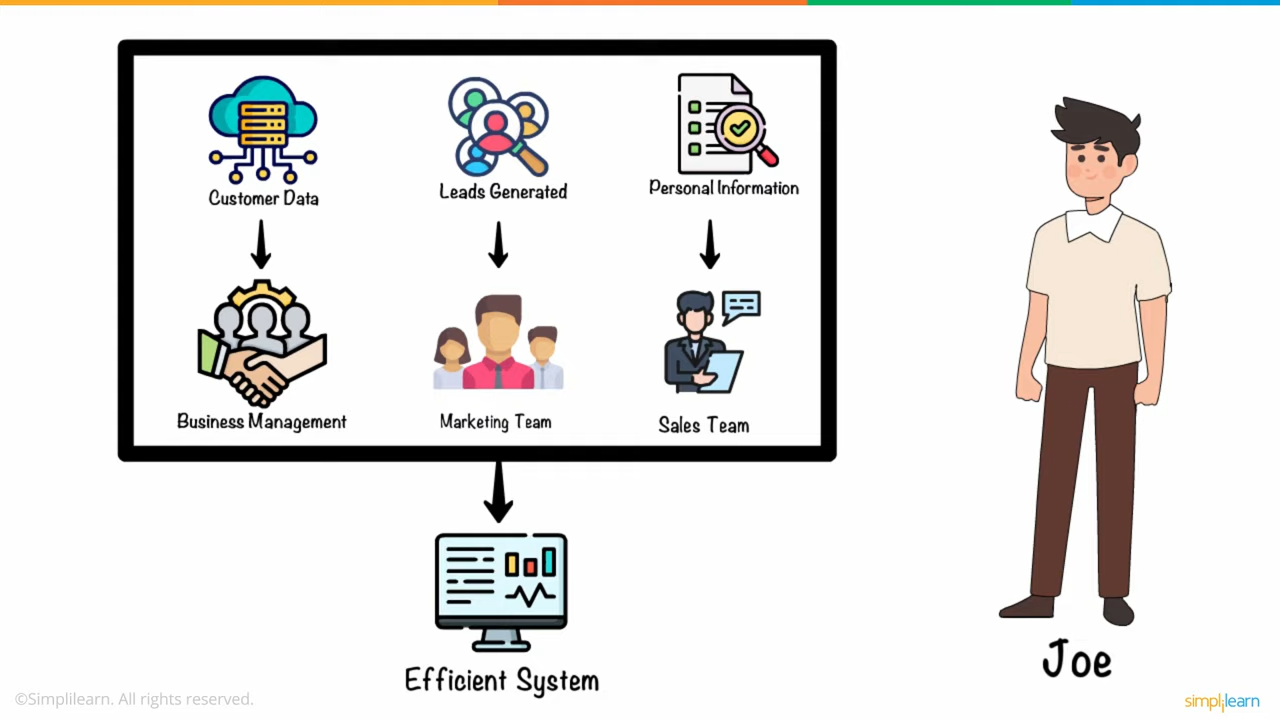 Customer Data
Leads Generated
Personal Information
Business Management
Marketing Team
Sales Team
Efficient System
Joe
©Simplilearn. All rights reserved.
simplilearn